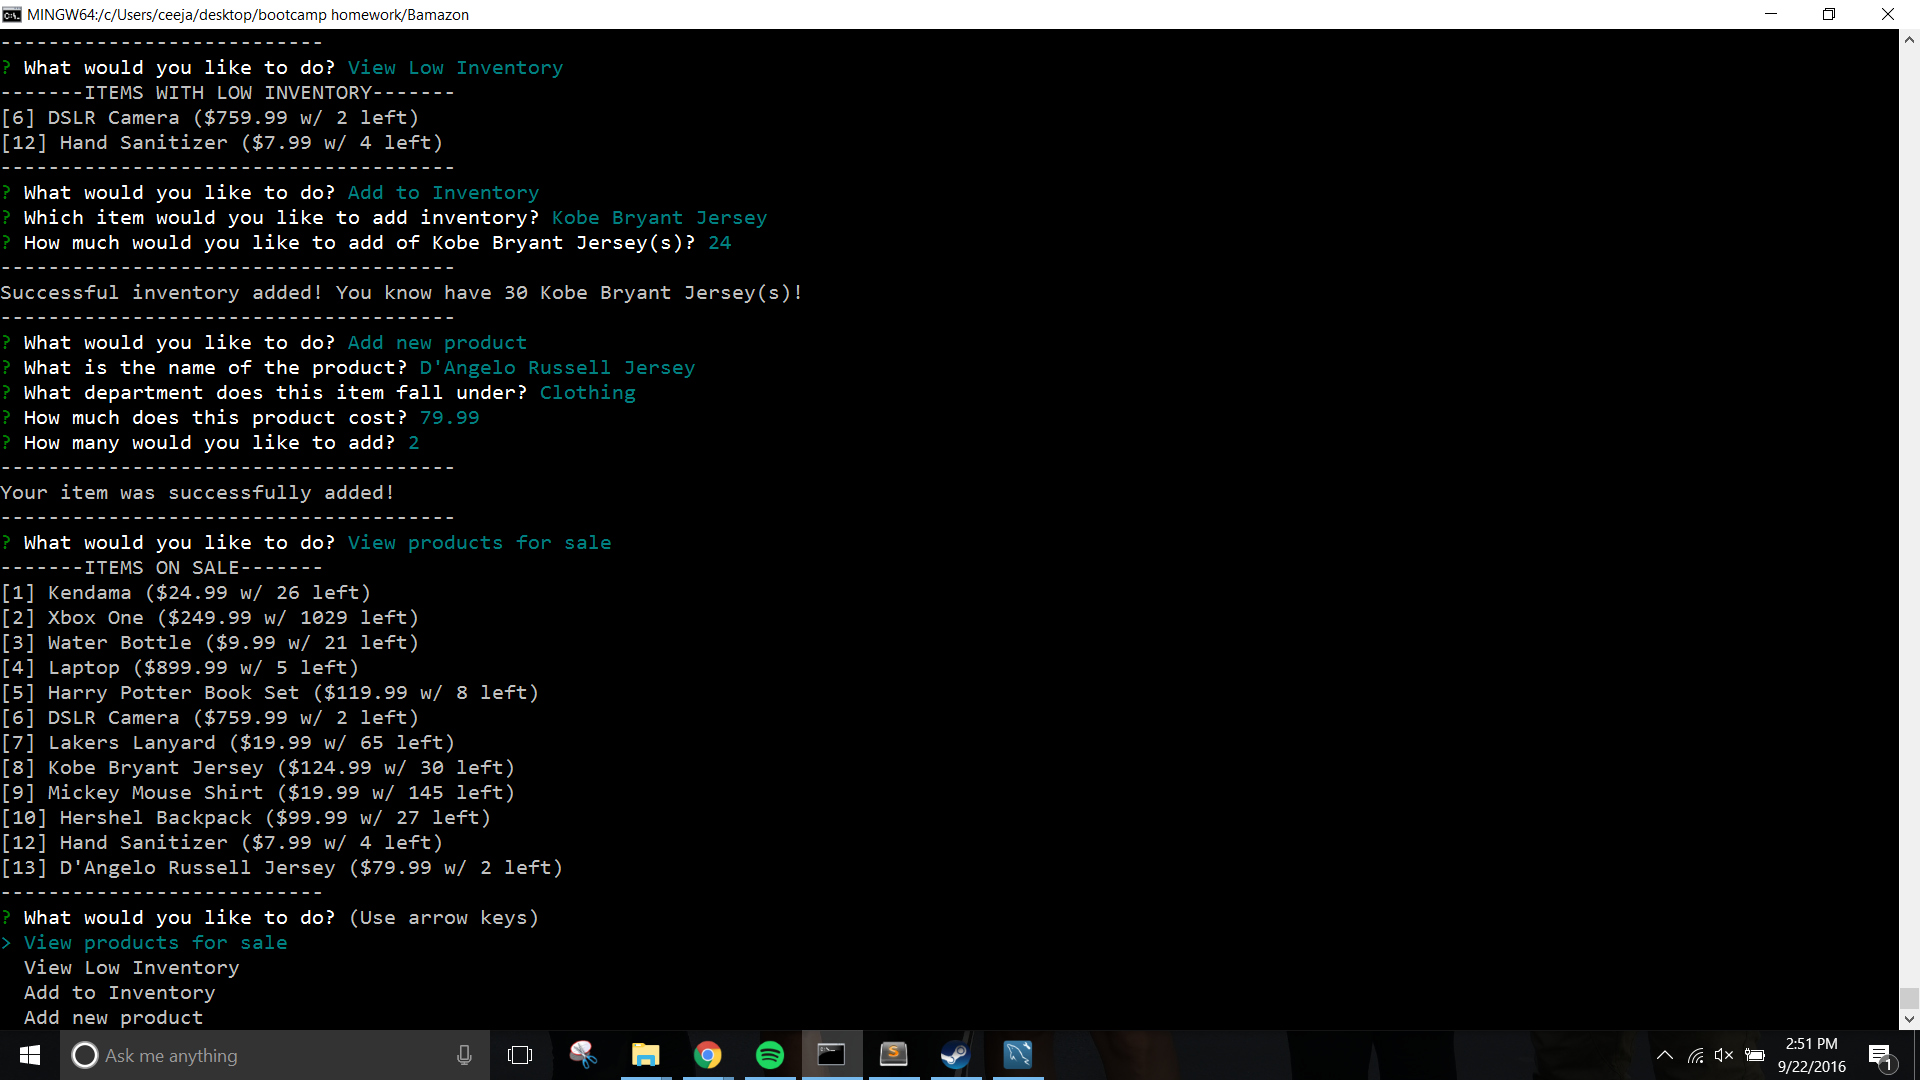 MINGW64:/c/Users/ceeja/desktop/bootcamp homework/Bamazon
---------------------------
? What would you like to do? View Low Inventory
-------ITEMS WITH LOW INVENTORY-------
[6] DSLR Camera ($759.99 w/ 2 left)
[12] Hand Sanitizer ($7.99 w/ 4 left)
--------------------------------------
? What would you like to do? Add to Inventory
? Which item would you like to add inventory? Kobe Bryant Jersey
? How much would you like to add of Kobe Bryant Jersey(s)? 24
--------------------------------------
Successful inventory added! You know have 30 Kobe Bryant Jersey(s)!
--------------------------------------
? What would you like to do? Add new product
? What is the name of the product? D'Angelo Russell Jersey
? What department does this item fall under? Clothing
? How much does this product cost? 79.99
? How many would you like to add? 2
--------------------------------------
Your item was successfully added!
--------------------------------------
? What would you like to do? View products for sale
-------ITEMS ON SALE-------
[1] Kendama ($24.99 w/ 26 left)
[2] Xbox One ($249.99 w/ 1029 left)
[3] Water Bottle ($9.99 w/ 21 left)
[4] Laptop ($899.99 w/ 5 left)
[5] Harry Potter Book Set ($119.99 w/ 8 left)
[6] DSLR Camera ($759.99 w/ 2 left)
[7] Lakers Lanyard ($19.99 w/ 65 left)
[8] Kobe Bryant Jersey ($124.99 w/ 30 left)
[9] Mickey Mouse Shirt ($19.99 w/ 145 left)
[10] Hershel Backpack ($99.99 w/ 27 left)
[12] Hand Sanitizer ($7.99 w/ 4 left)
[13] D'Angelo Russell Jersey ($79.99 w/ 2 left)
---------------------------
? What would you like to do? (Use arrow keys)
> View products for sale
  View Low Inventory
  Add to Inventory
  Add new product
Ask me anything
2:51 PM
9/22/2016
1